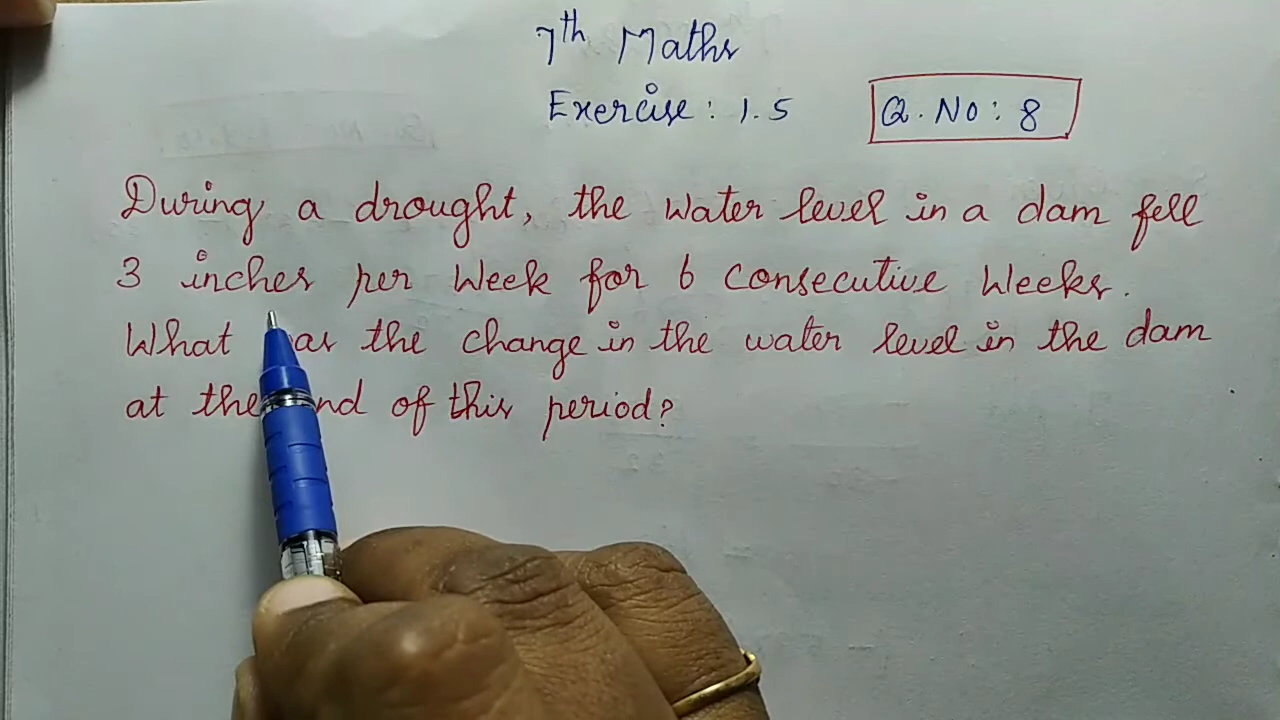 7th Maths
Exercise: 1.5
Q. No: 8
During a drought, the water level in a dam fell
3 inches per week for 6 consecutive weeks.
What the change in the water level in the dam
at the of this period?